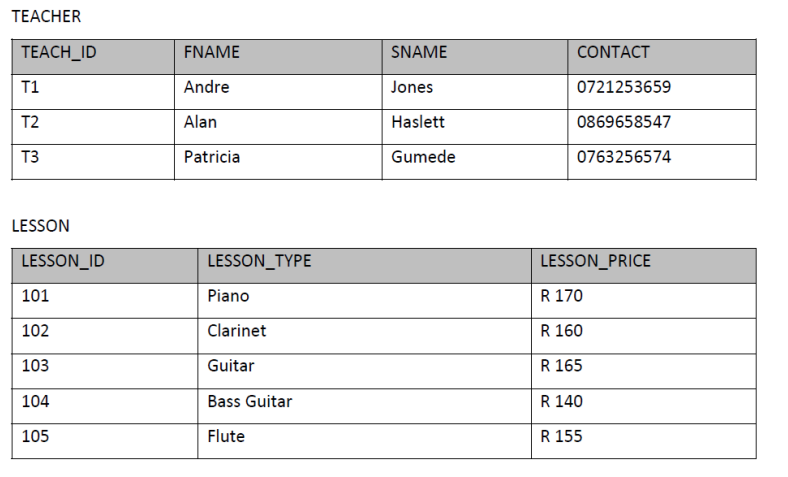 TEACHER
TEACH_ID FNAME SNAME CONTACT
T1 Andre Jones 0721253659
T2 Alan Haslett 0869658547
T3 Patricia Gumede 0763256574
LESSON
LESSON_ID LESSON_TYPE LESSON_PRICE
101 Piano R 170
102 Clarinet R 160
103 Guitar R 165
104 Bass Guitar R 140
105 Flute R 155